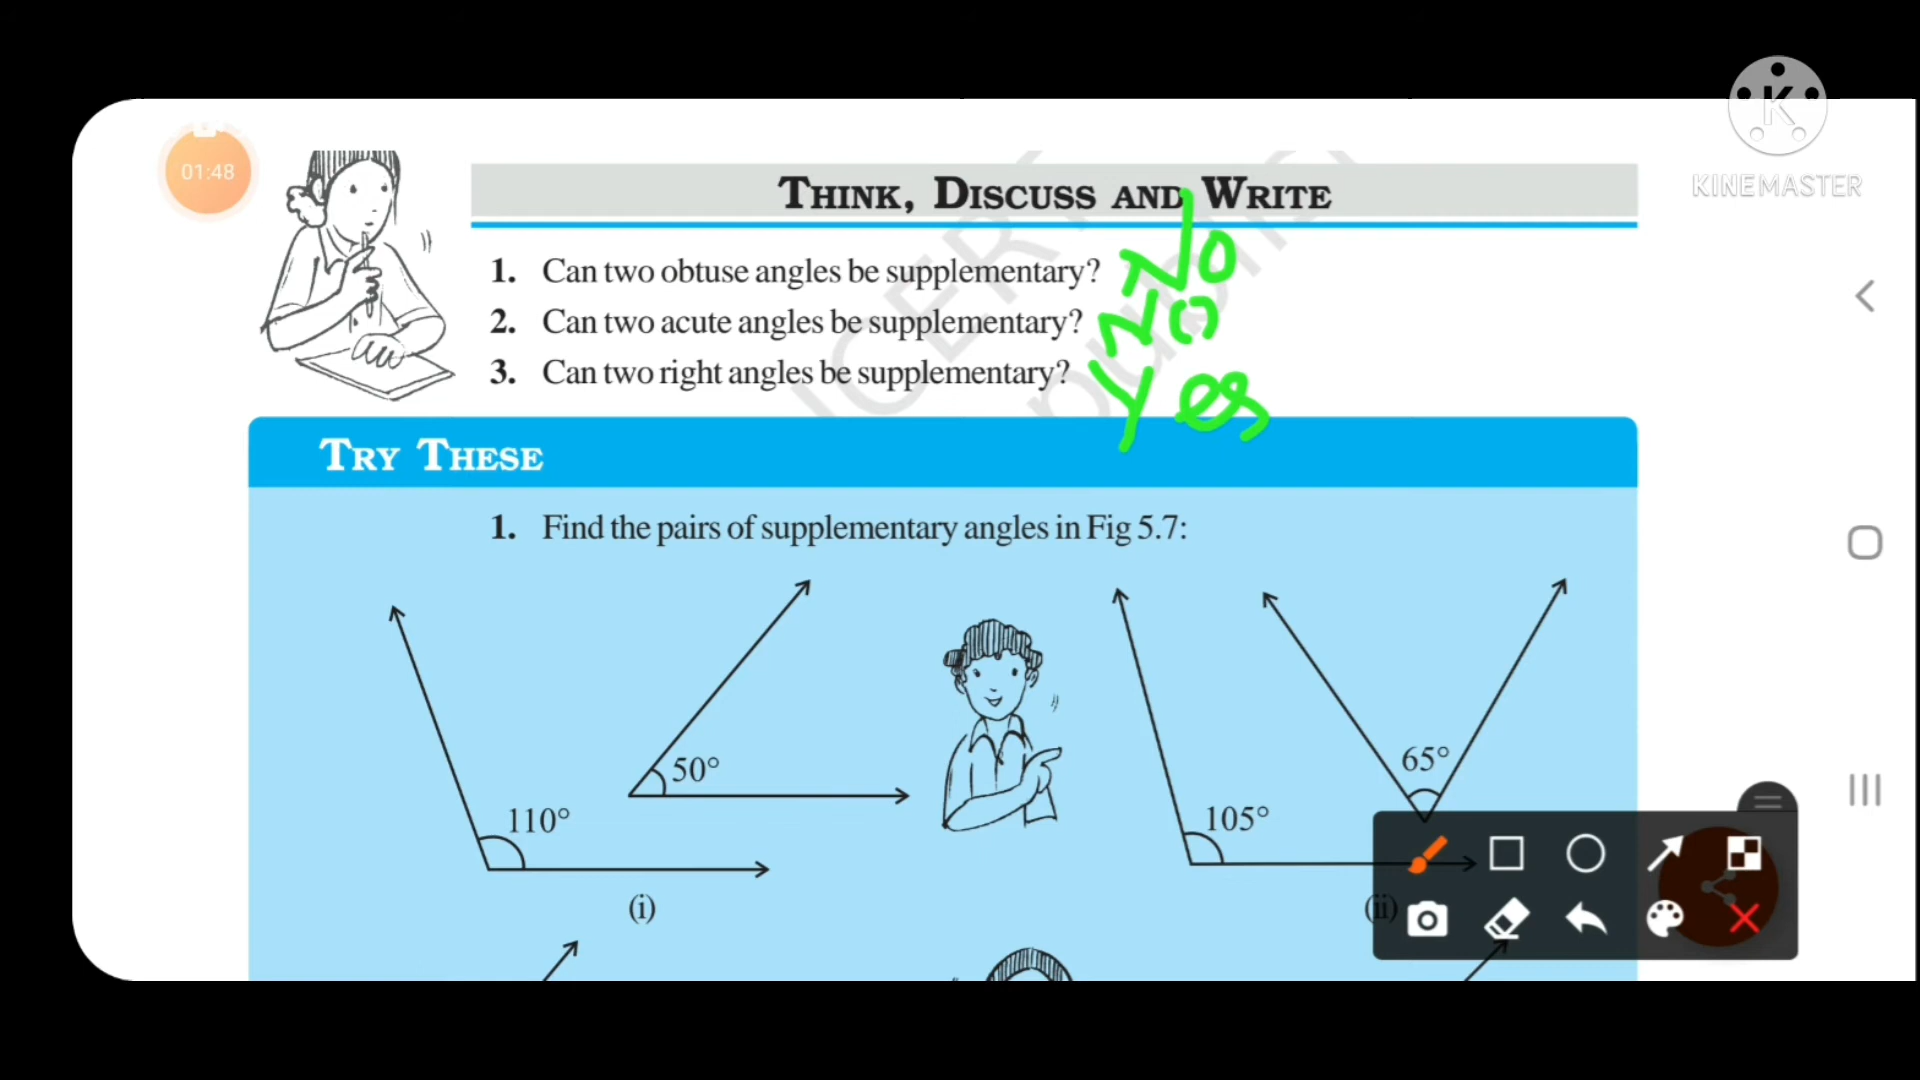 01:48
KINEMASTER
THINK, DISCUSS AND WRITE
1. Can two obtuse angles be supplementary? No
2. Can two acute angles be supplementary? No
3. Can two right angles be supplementary? Yes
TRY THESE
1. Find the pairs of supplementary angles in Fig 5.7:
110°
50°
105°
65°
(i)
(ii)